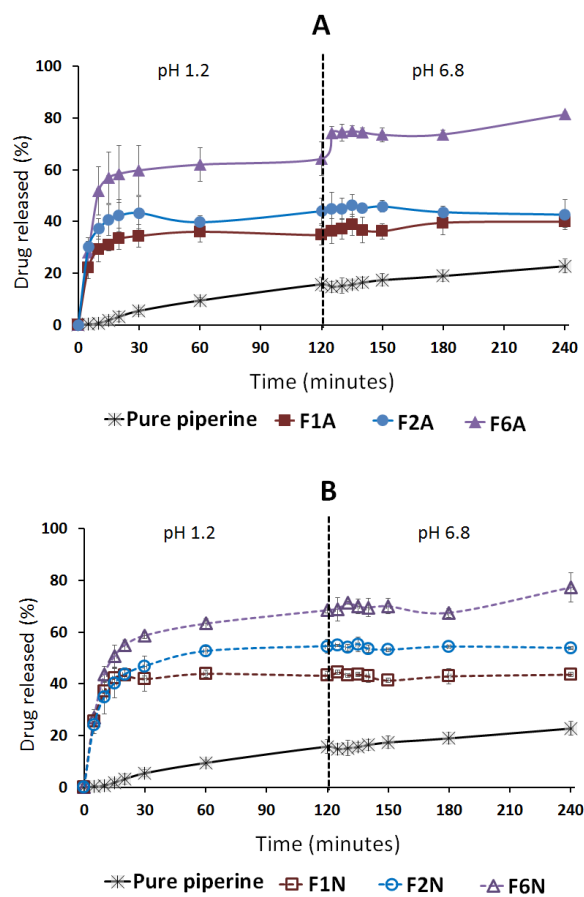 A
pH 1.2 pH 6.8
100
80
60
40
20
0
Drug released (%)
0 30 60 90 120 150 180 210 240
Time (minutes)
Pure piperine F1A F2A F6A
B
pH 1.2 pH 6.8
100
80
60
40
20
0
Drug released (%)
0 30 60 90 120 150 180 210 240
Time (minutes)
Pure piperine F1N F2N F6N